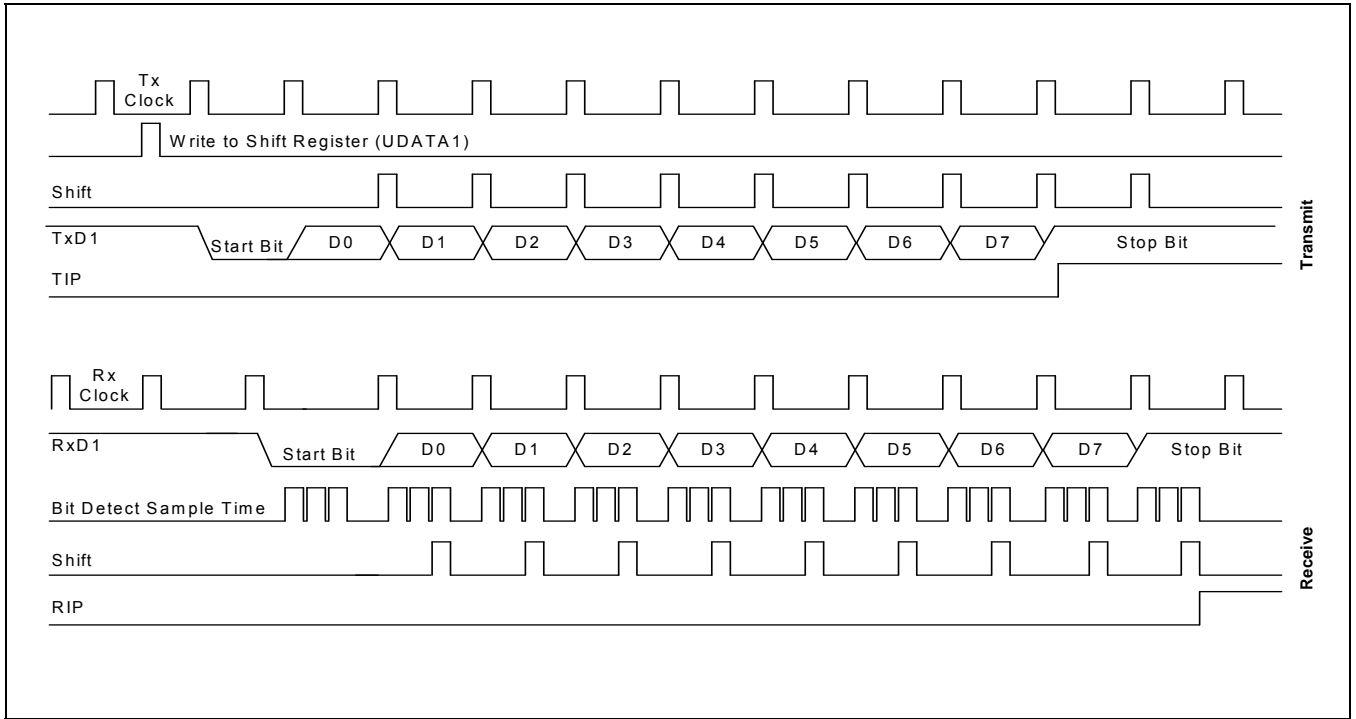 Tx
Clock
Write to Shift Register (UDATA1)
Shift
TxD1
Start Bit D0 D1 D2 D3 D4 D5 D6 D7 Stop Bit
TIP
Transmit
Rx
Clock
RxD1
Start Bit D0 D1 D2 D3 D4 D5 D6 D7 Stop Bit
Bit Detect Sample Time
Shift
RIP
Receive